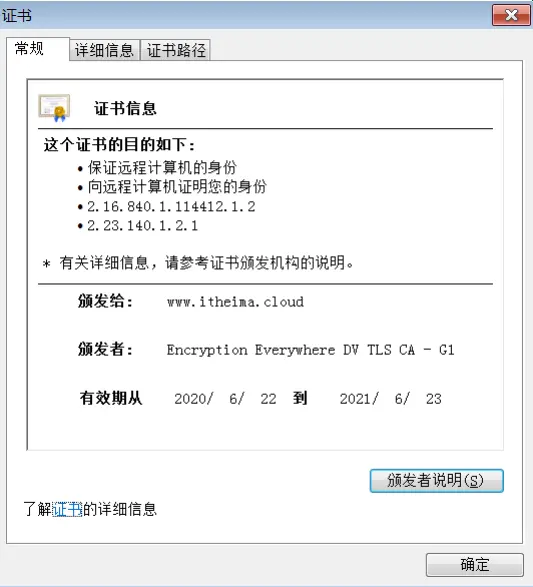 证书
常规 详细信息 证书路径
证书信息
这个证书的目的如下：
• 保证远程计算机的身份
• 向远程计算机证明您的身份
• 2.16.840.1.114412.1.2
• 2.23.140.1.2.1
* 有关详细信息，请参考证书颁发机构的说明。
颁发给： www.itheima.cloud
颁发者： Encryption Everywhere DV TLS CA - G1
有效期从 2020/ 6/ 22 到 2021/ 6/ 23
颁发者说明(S)
了解证书的详细信息
确定